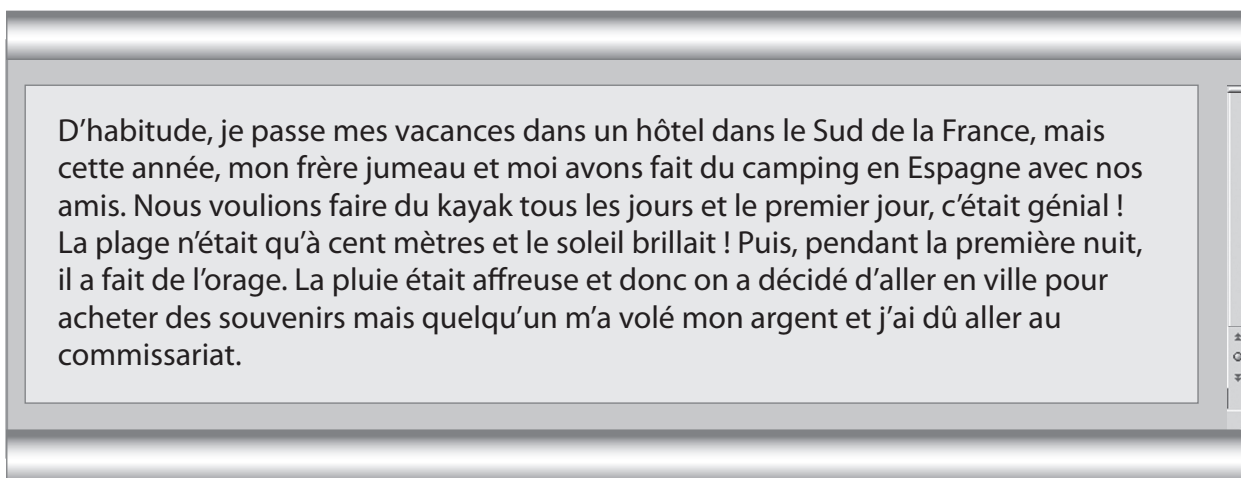 D’habitude, je passe mes vacances dans un hôtel dans le Sud de la France, mais
cette année, mon frère jumeau et moi avons fait du camping en Espagne avec nos
amis. Nous voulions faire du kayak tous les jours et le premier jour, c’était génial !
La plage n’était qu’à cent mètres et le soleil brillait ! Puis, pendant la première nuit,
il a fait de l’orage. La pluie était affreuse et donc on a décidé d’aller en ville pour
acheter des souvenirs mais quelqu’un m’a volé mon argent et j’ai dû aller au
commissariat.